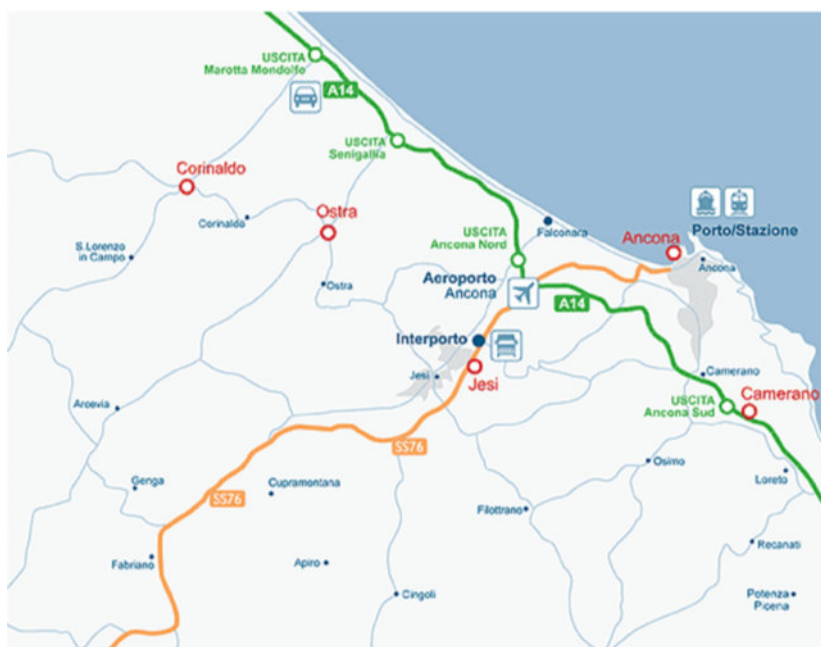 USCITA
Marotta Mondolfo
A14
USCITA
Senigallia
Corinaldo
Corinaldo
Ostra
S.Lorenzo
in Campo
Ostra
USCITA
Ancona Nord
Falconara
Ancona
Porto/Stazione
Ancona
Aeroporto
Ancona
A14
Interporto
Jesi
Jesi
Camerano
USCITA
Ancona Sud
Camerano
Arcevia
SS76
SS76
Genga
Cupramontana
Osimo
Loreto
Filottrano
Fabriano
Apiro
Recanati
Cingoli
Potenza
Picena